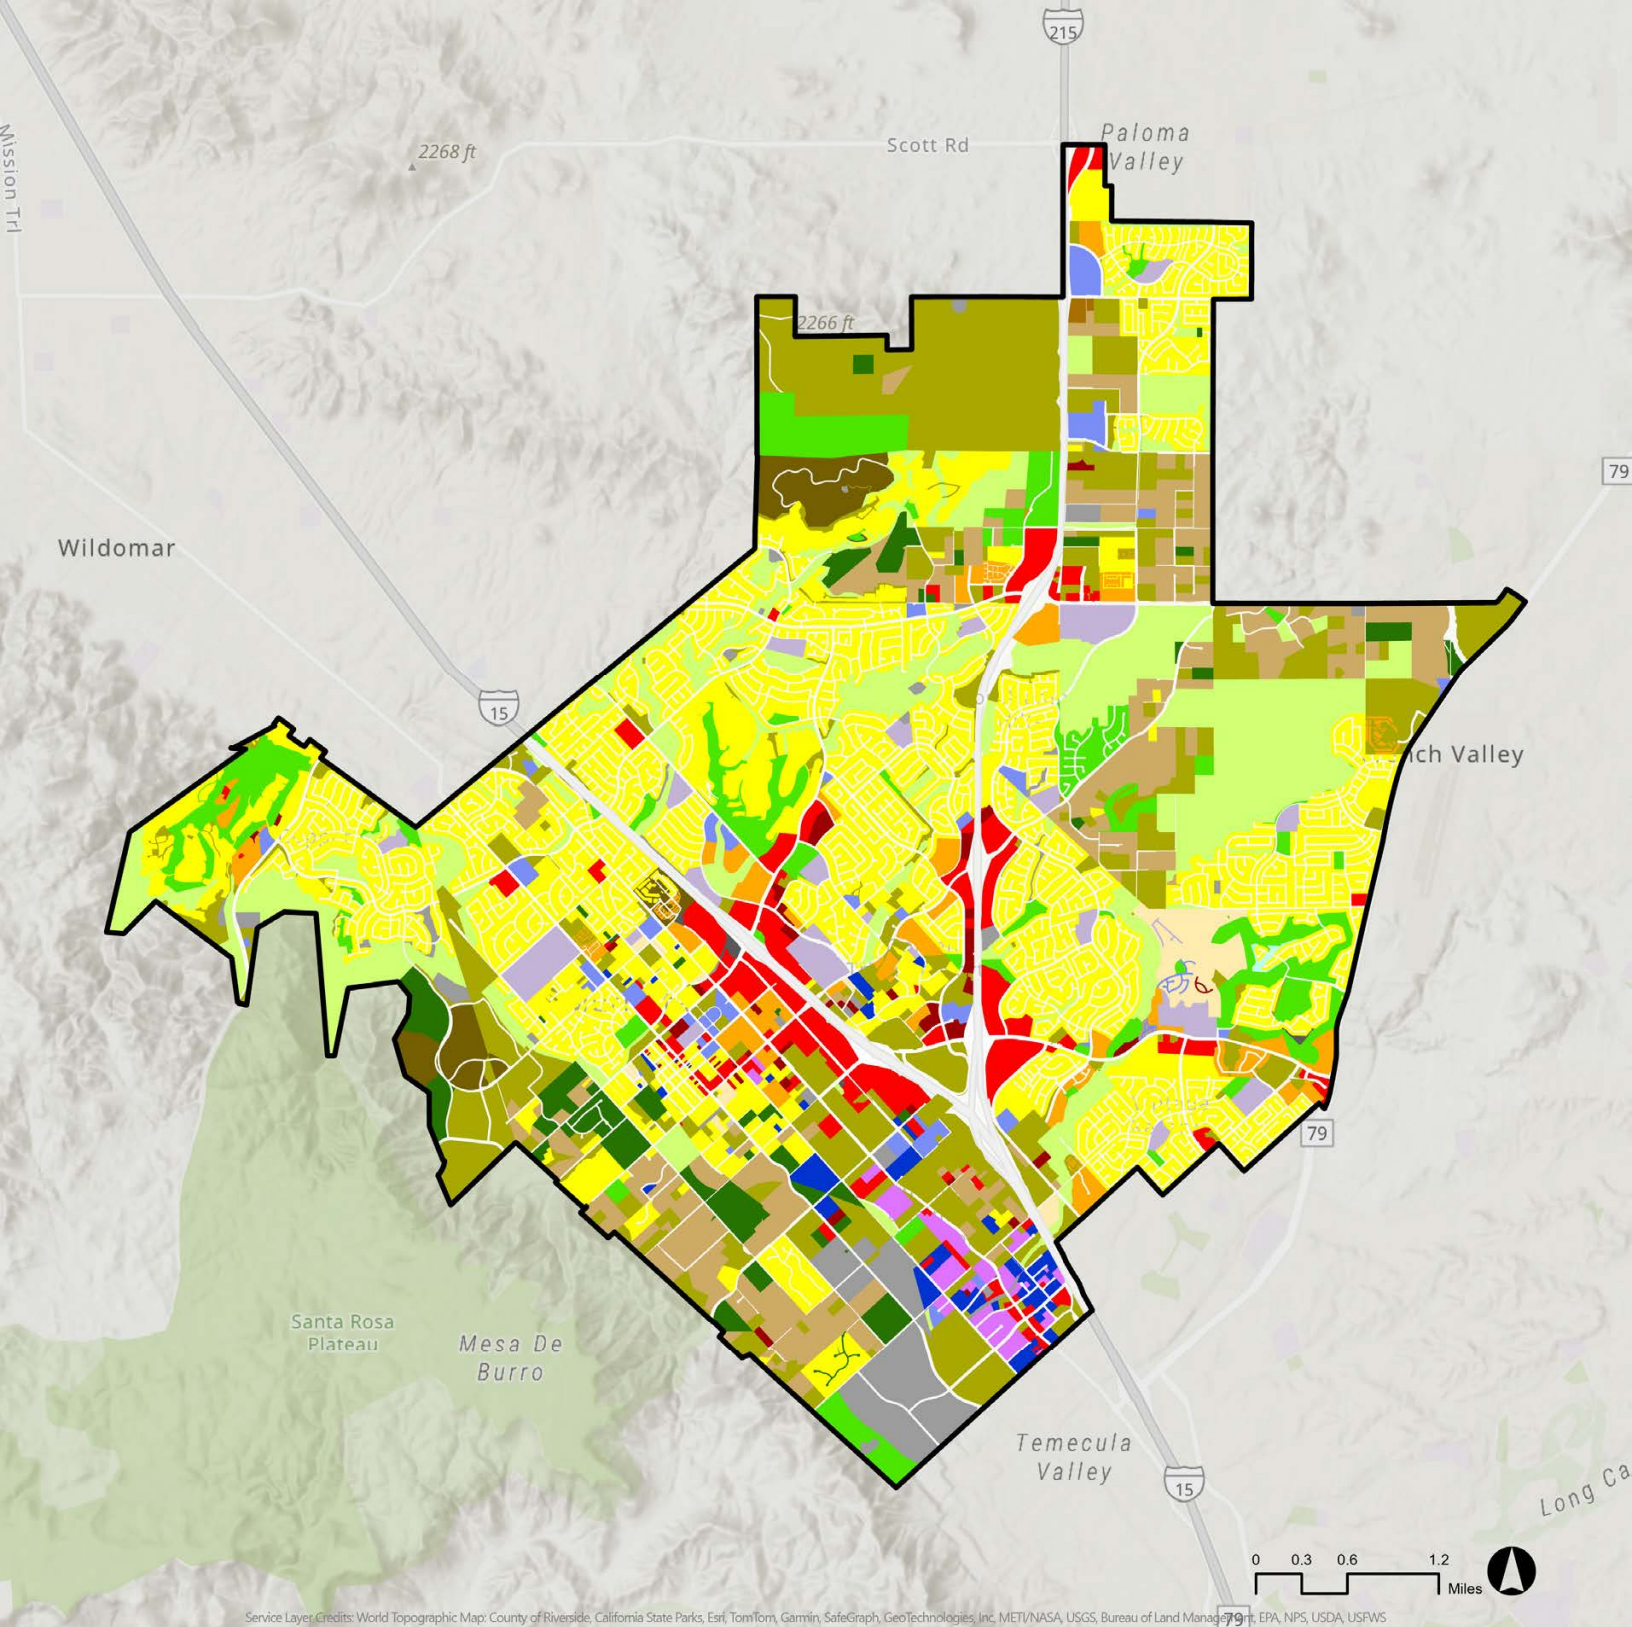 215
Mission Trl
2268 ft
Scott Rd
Paloma
Valley
2266 ft
79
Wildomar
15
nch Valley
79
Santa Rosa
Plateau
Mesa De
Burro
Temecula
Valley
15
Long Ca
0 0.3 0.6 1.2
Miles
79
Service Layer Credits: World Topographic Map: County of Riverside, California State Parks, Esri, TomTom, Garmin, SafeGraph, GeoTechnologies, Inc, METI/NASA, USGS, Bureau of Land Management, EPA, NPS, USDA, USFWS